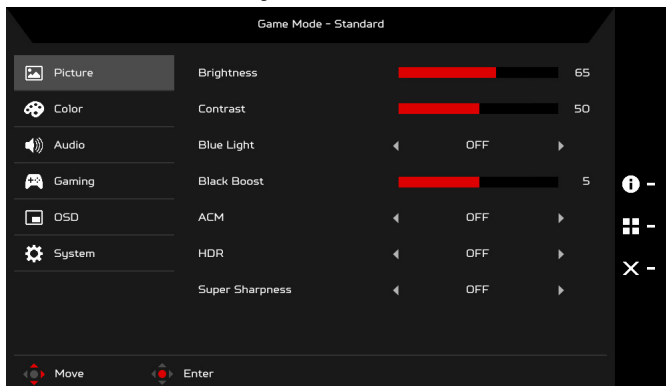 Game Mode - Standard
Picture Brightness 65
Color Contrast 50
Audio Blue Light OFF
Gaming Black Boost 5
OSD ACM OFF
System HDR OFF
Super Sharpness OFF
Move Enter